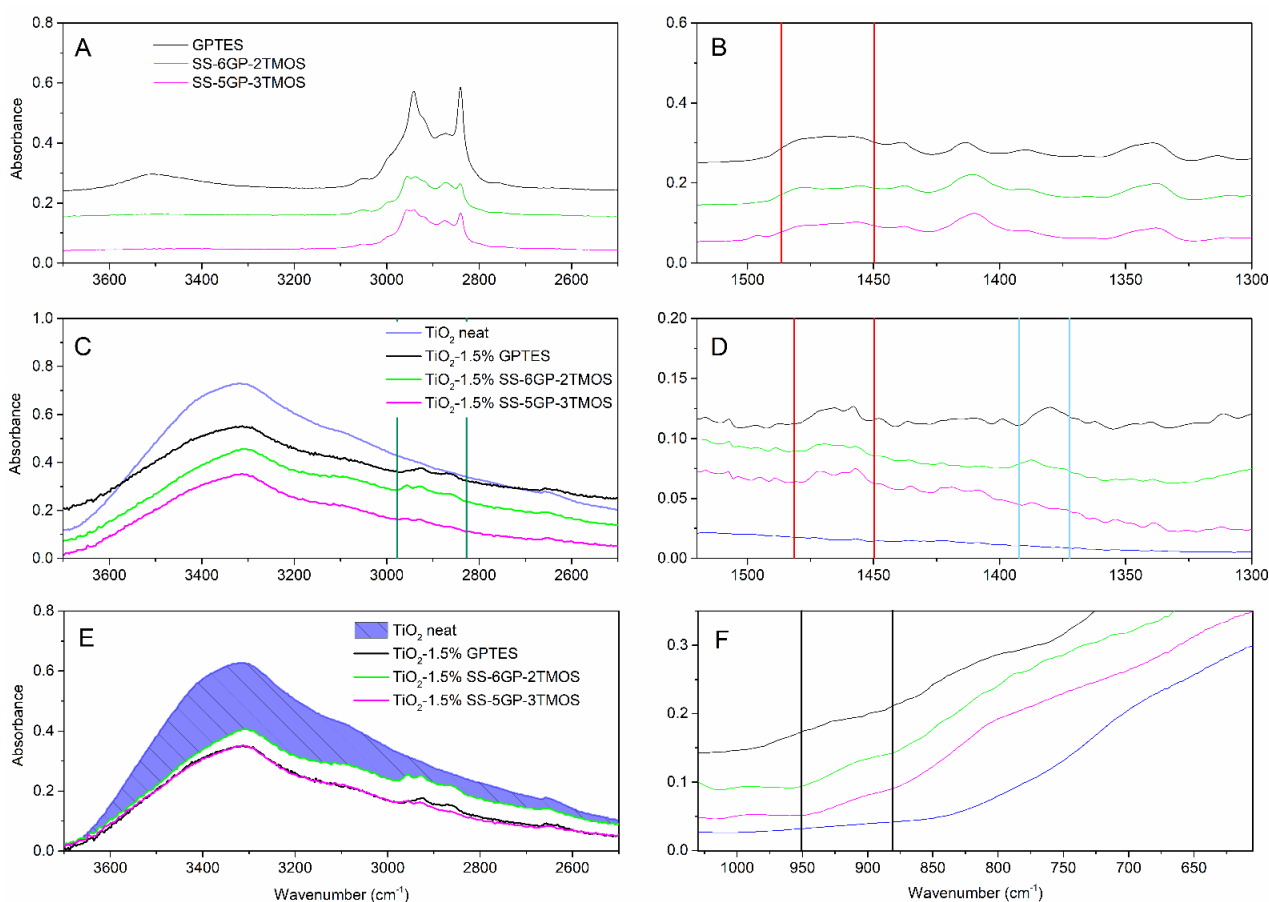 A
GPTES
SS-6GP-2TMOS
SS-5GP-3TMOS
Absorbance
0.8
0.6
0.4
0.2
0.0
3600 3400 3200 3000 2800 2600
B
0.6
0.4
0.2
0.0
1500 1450 1400 1350 1300
C
TiO₂ neat
TiO₂-1.5% GPTES
TiO₂-1.5% SS-6GP-2TMOS
TiO₂-1.5% SS-5GP-3TMOS
Absorbance
1.0
0.8
0.6
0.4
0.2
0.0
3600 3400 3200 3000 2800 2600
D
0.20
0.15
0.10
0.05
0.00
1500 1450 1400 1350 1300
E
TiO₂ neat
TiO₂-1.5% GPTES
TiO₂-1.5% SS-6GP-2TMOS
TiO₂-1.5% SS-5GP-3TMOS
Absorbance
0.8
0.6
0.4
0.2
0.0
3600 3400 3200 3000 2800 2600
Wavenumber (cm⁻¹)
F
0.3
0.2
0.1
0.0
1000 950 900 850 800 750 700 650
Wavenumber (cm⁻¹)